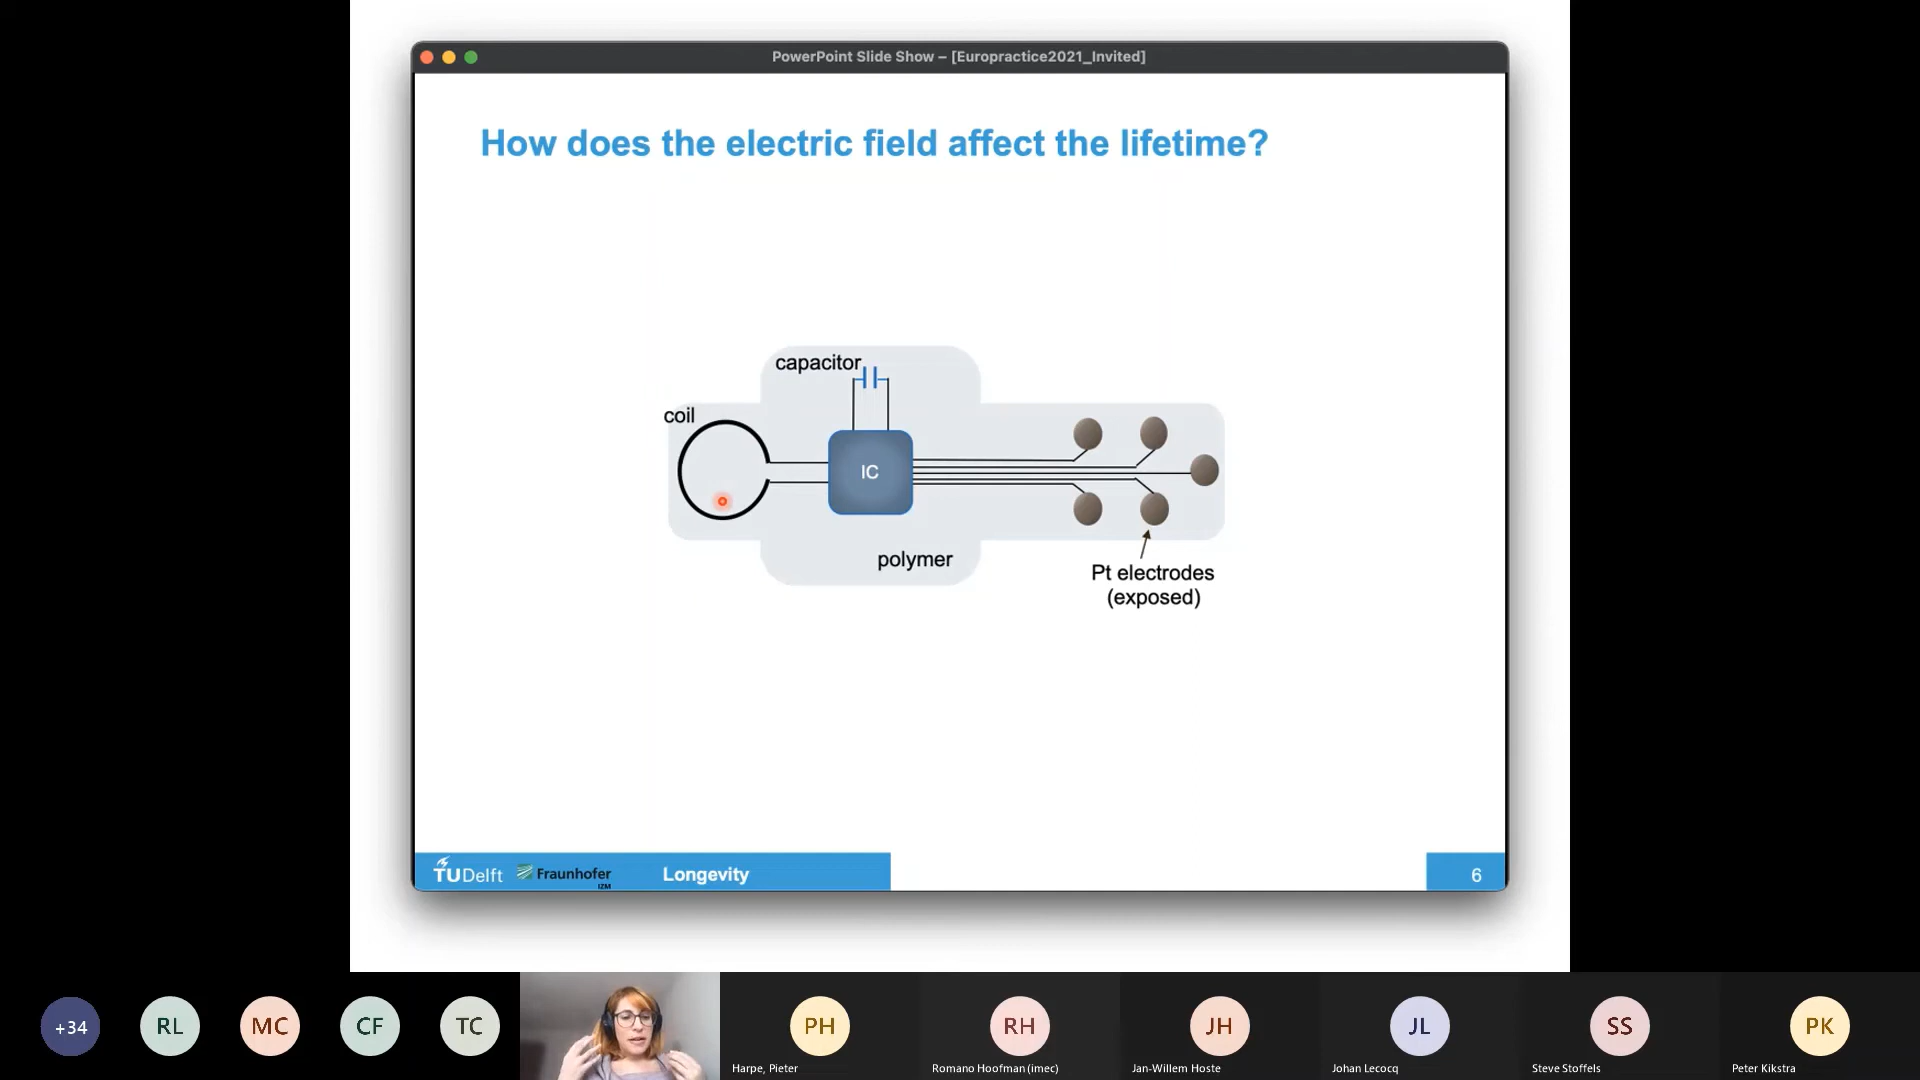 PowerPoint Slide Show – [Europractice2021_Invited]
How does the electric field affect the lifetime?
capacitor
coil
IC
polymer
Pt electrodes
(exposed)
TUDelft
Fraunhofer
IZM
Longevity
6
+34
RL
MC
CF
TC
PH
RH
JH
JL
SS
PK
Harpe, Pieter
Romano Hoofman (imec)
Jan-Willem Hoste
Johan Lecocq
Steve Stoffels
Peter Kikstra